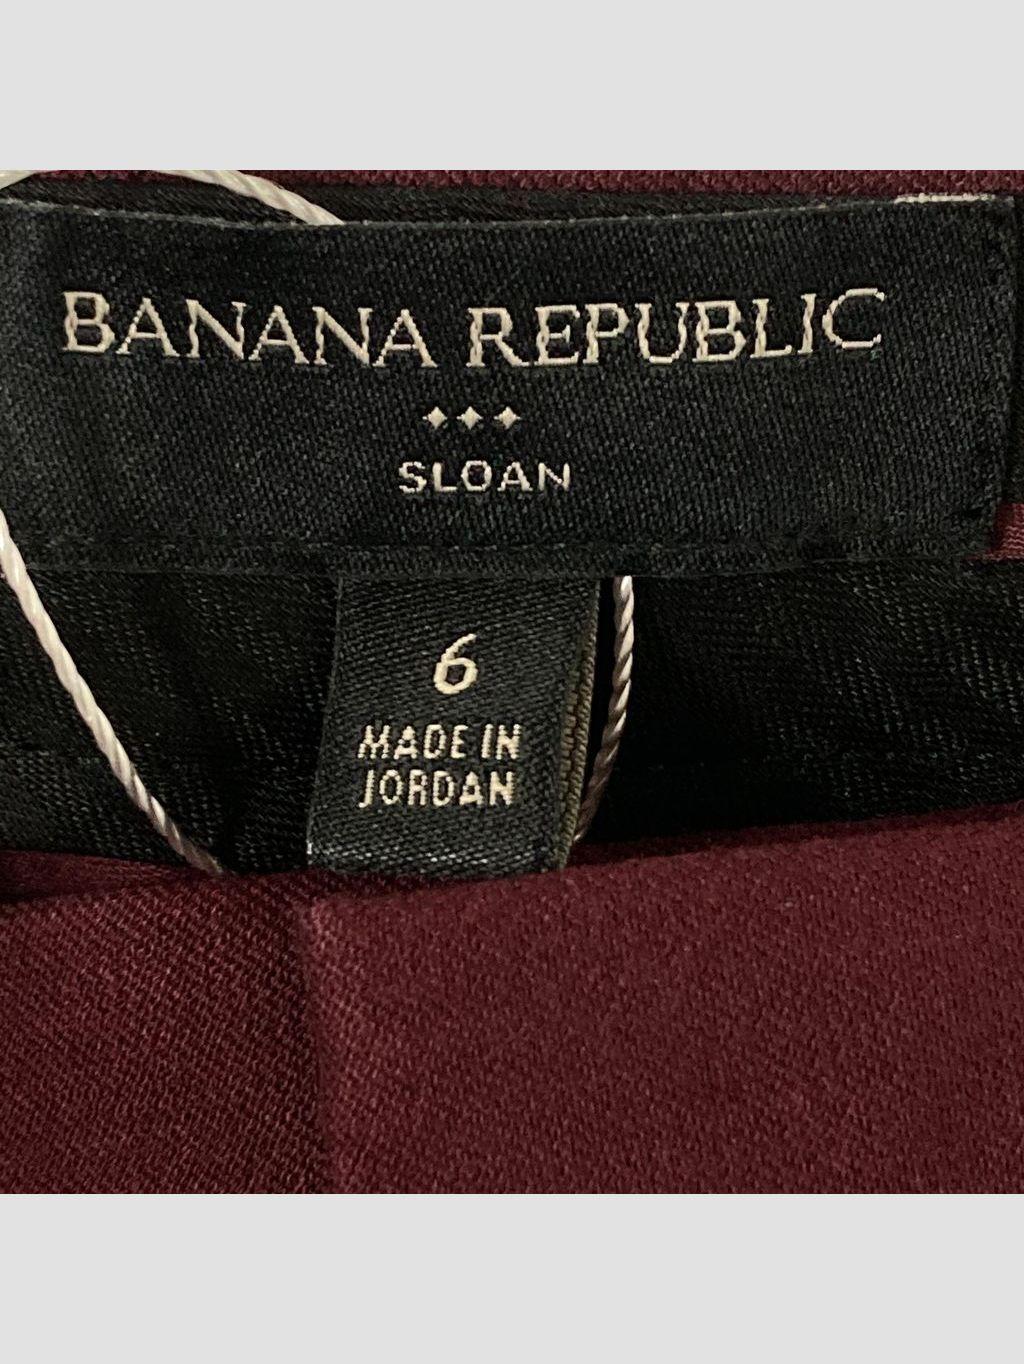 BANANA REPUBLIC
SLOAN
6
MADE IN
JORDAN